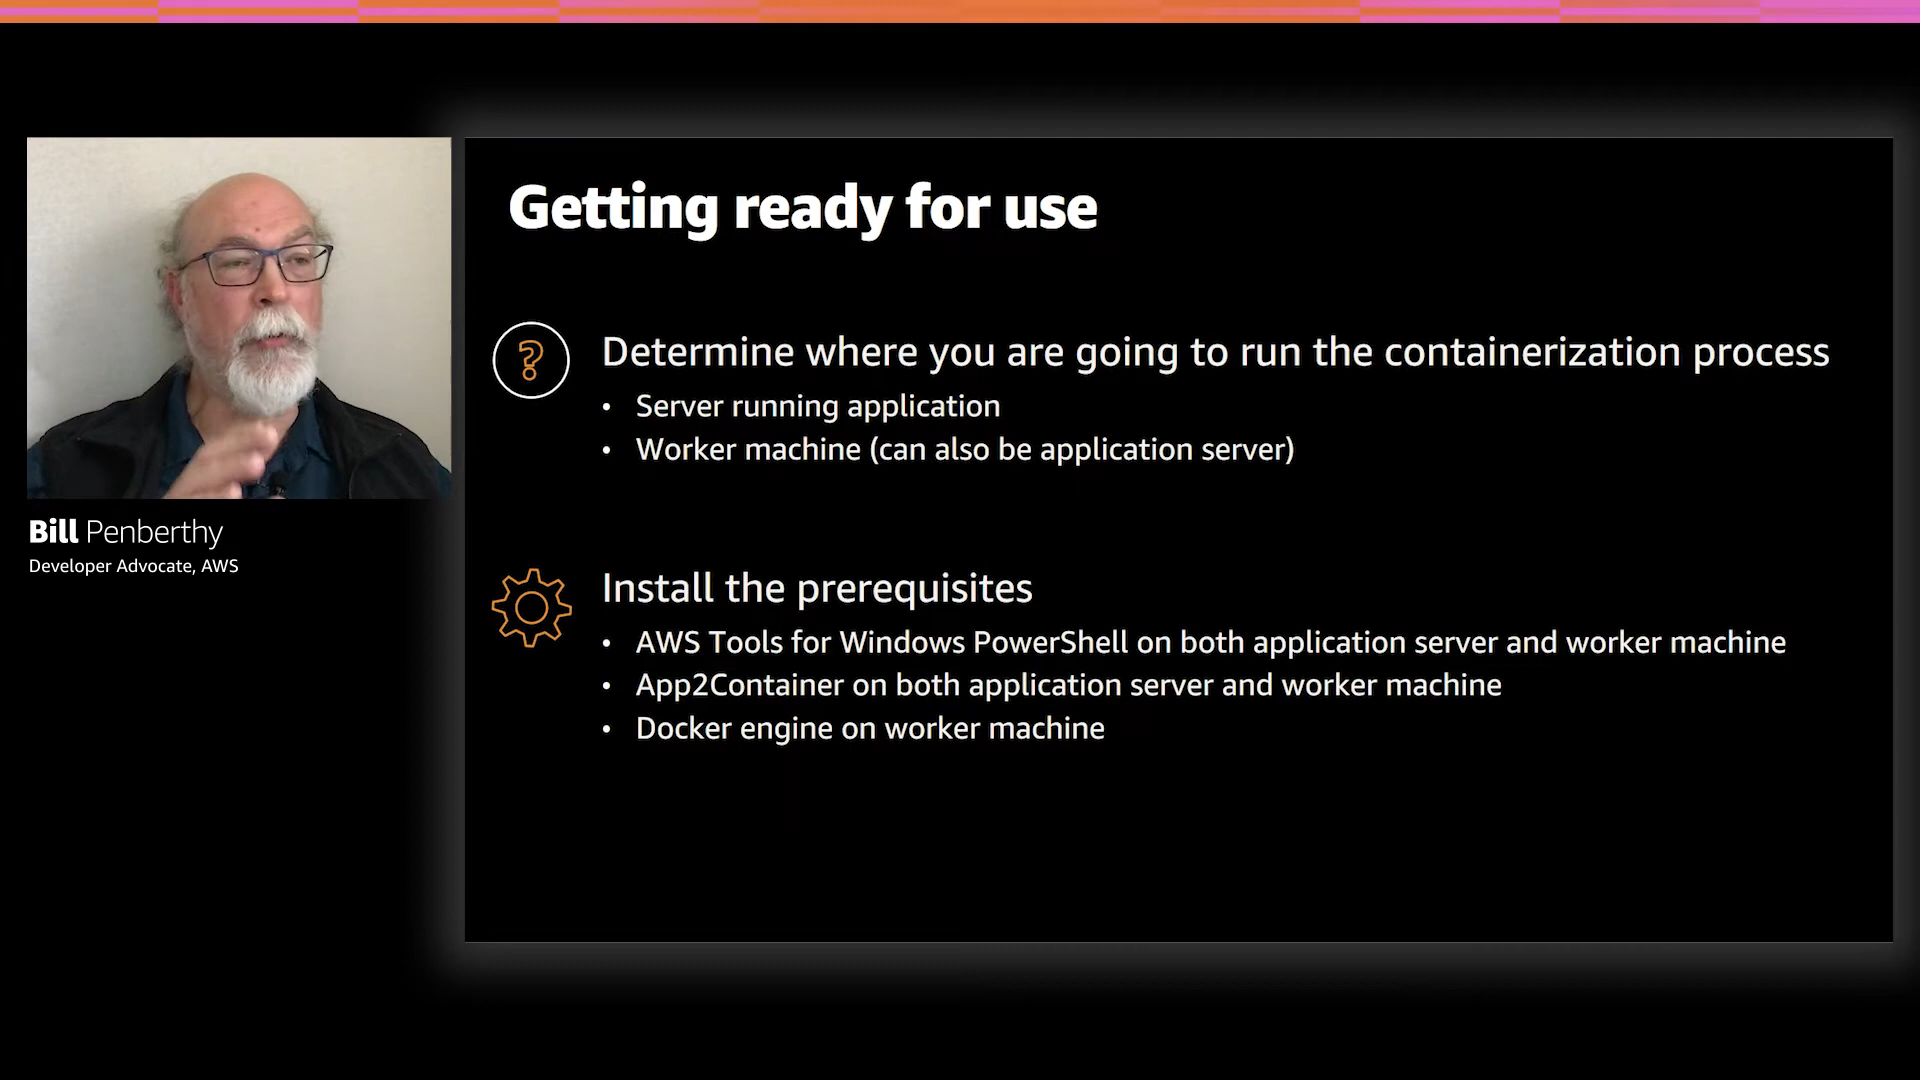 Getting ready for use
Determine where you are going to run the containerization process
• Server running application
• Worker machine (can also be application server)
Bill Penberthy
Developer Advocate, AWS
Install the prerequisites
• AWS Tools for Windows PowerShell on both application server and worker machine
• App2Container on both application server and worker machine
• Docker engine on worker machine